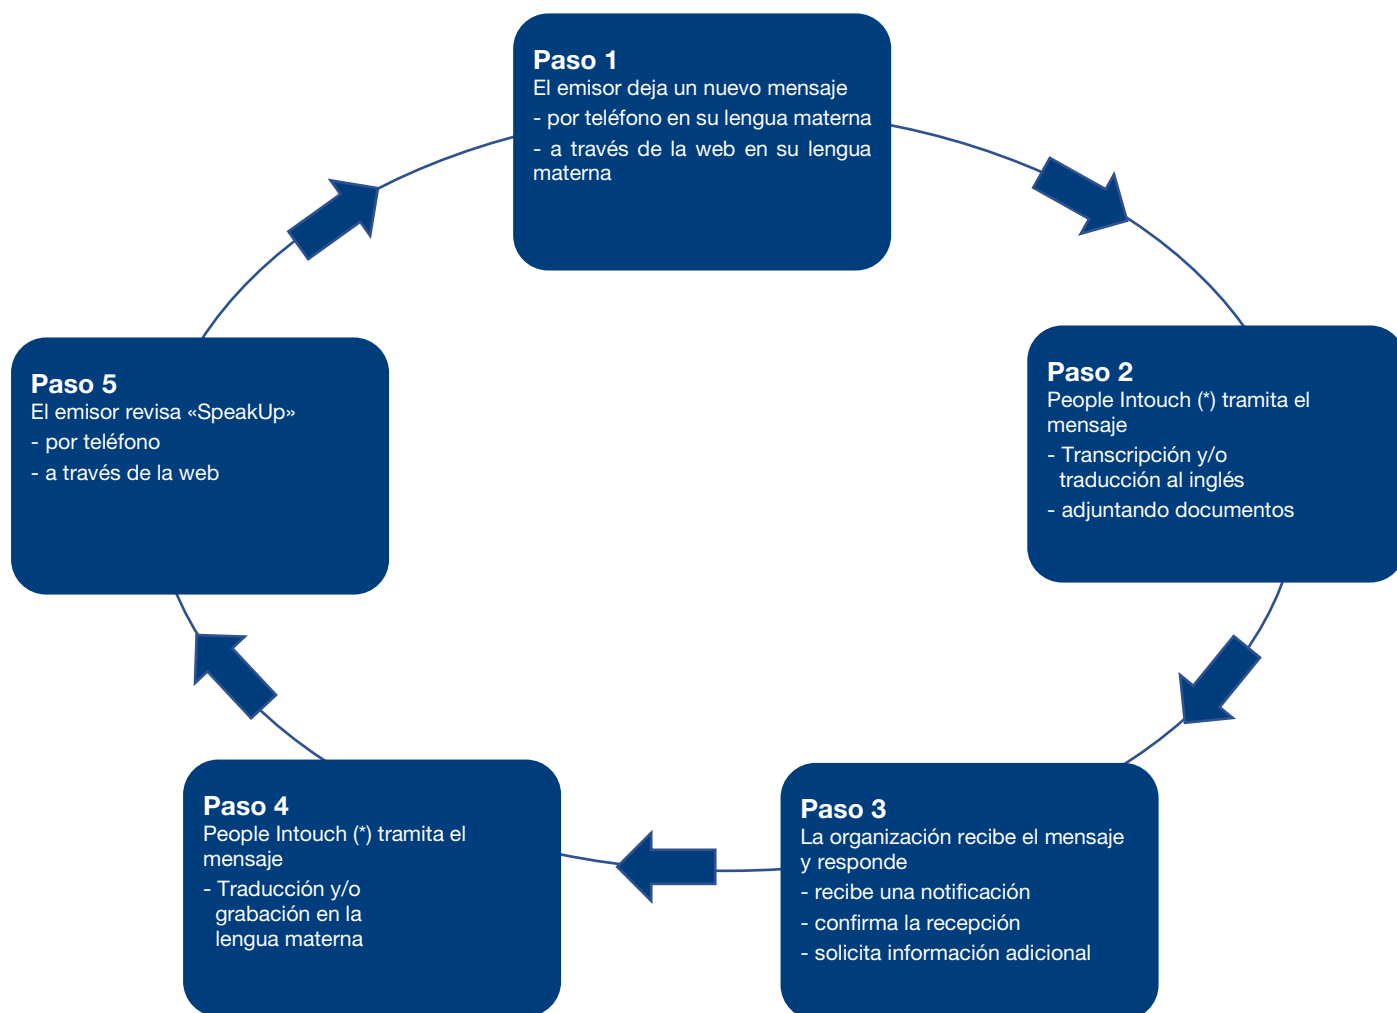 Paso 1
El emisor deja un nuevo mensaje
- por teléfono en su lengua materna
- a través de la web en su lengua
materna
Paso 2
People Intouch (*) tramita el
mensaje
- Transcripción y/o
traducción al inglés
- adjuntando documentos
Paso 3
La organización recibe el mensaje
y responde
- recibe una notificación
- confirma la recepción
- solicita información adicional
Paso 4
People Intouch (*) tramita el
mensaje
- Traducción y/o
grabación en la
lengua materna
Paso 5
El emisor revisa «SpeakUp»
- por teléfono
- a través de la web